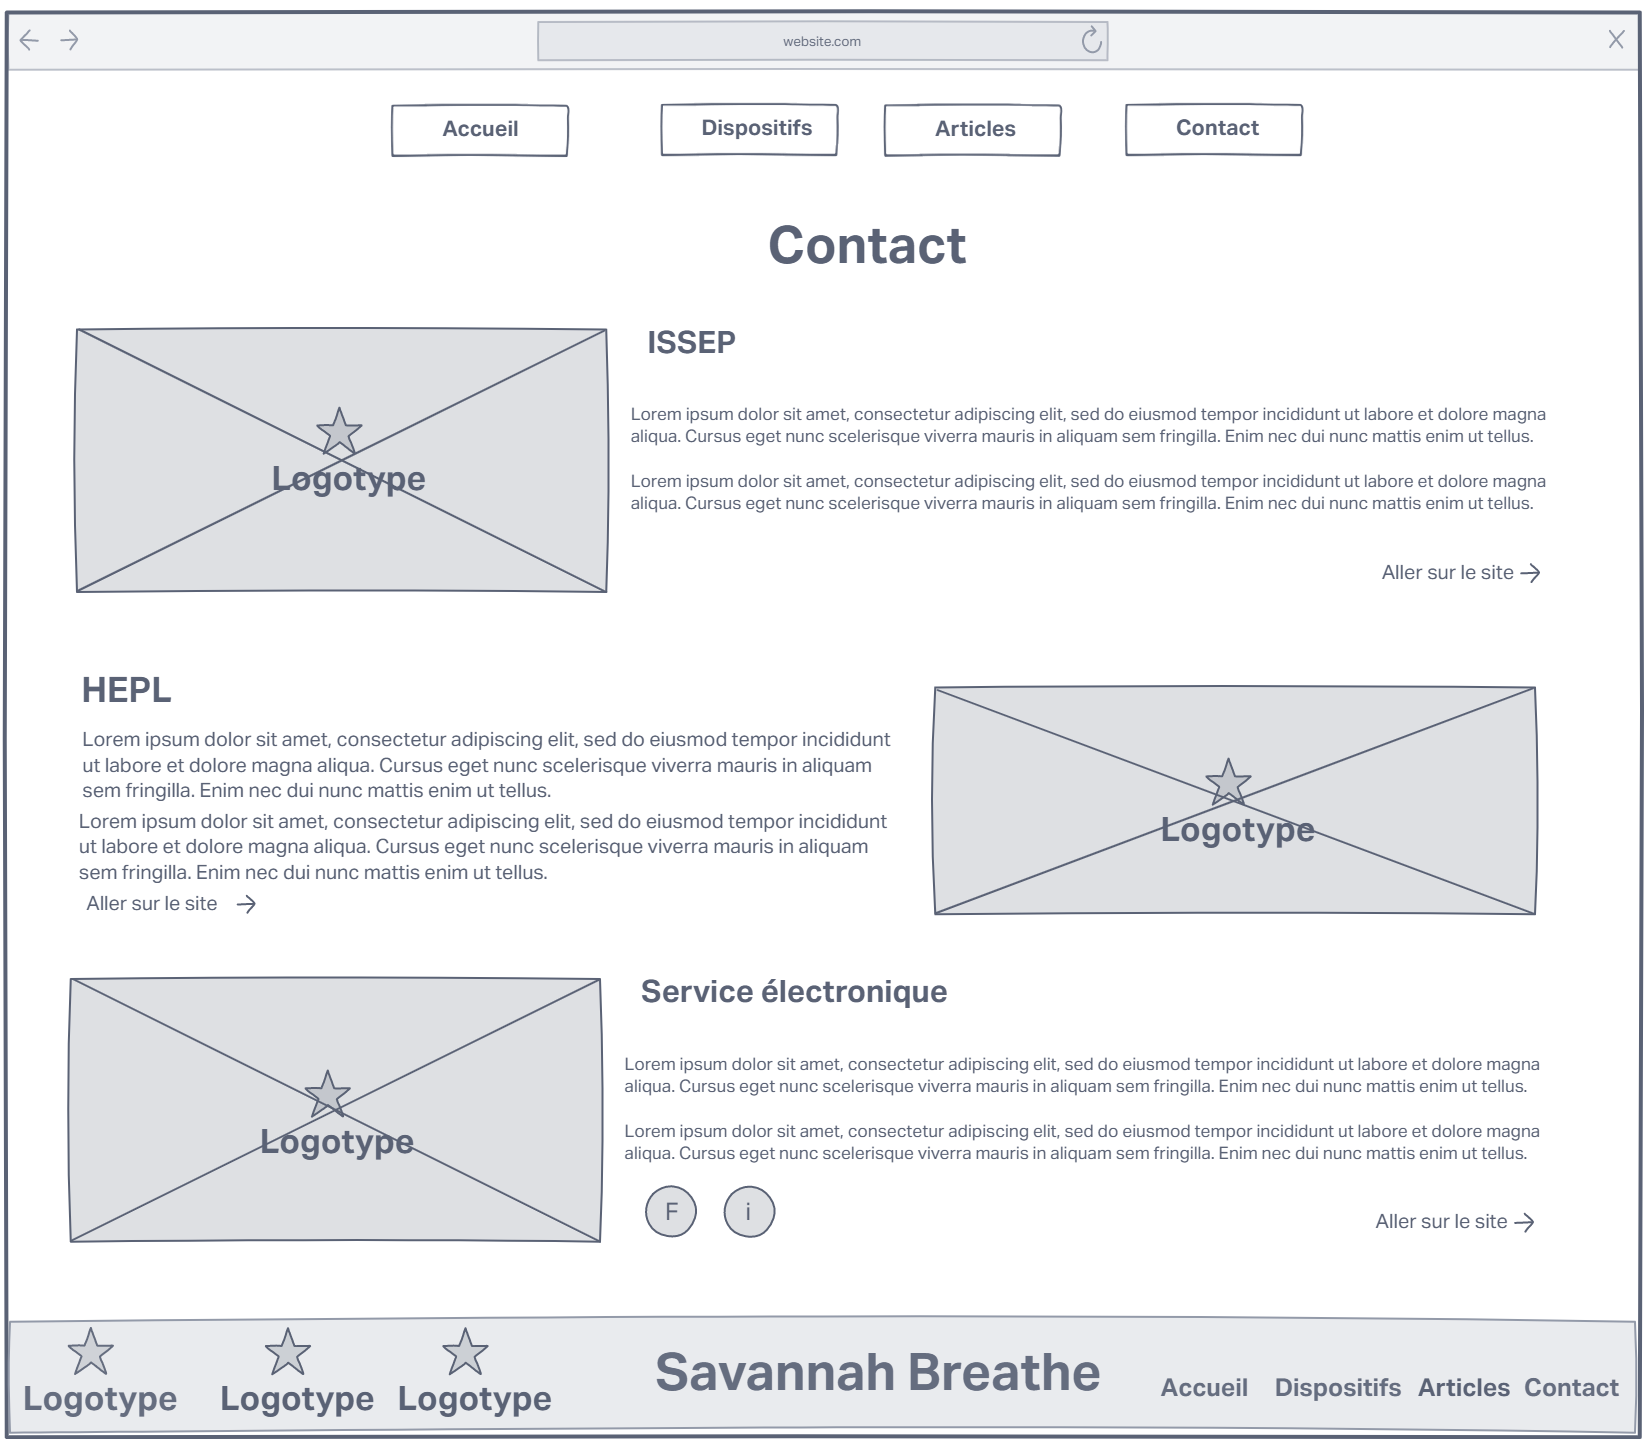 website.com
Accueil
Dispositifs
Articles
Contact
Contact
Logotype
ISSEP
Lorem ipsum dolor sit amet, consectetur adipiscing elit, sed do eiusmod tempor incididunt ut labore et dolore magna
aliqua. Cursus eget nunc scelerisque viverra mauris in aliquam sem fringilla. Enim nec dui nunc mattis enim ut tellus.
Lorem ipsum dolor sit amet, consectetur adipiscing elit, sed do eiusmod tempor incididunt ut labore et dolore magna
aliqua. Cursus eget nunc scelerisque viverra mauris in aliquam sem fringilla. Enim nec dui nunc mattis enim ut tellus.
Aller sur le site
HEPL
Lorem ipsum dolor sit amet, consectetur adipiscing elit, sed do eiusmod tempor incididunt
ut labore et dolore magna aliqua. Cursus eget nunc scelerisque viverra mauris in aliquam
sem fringilla. Enim nec dui nunc mattis enim ut tellus.
Lorem ipsum dolor sit amet, consectetur adipiscing elit, sed do eiusmod tempor incididunt
ut labore et dolore magna aliqua. Cursus eget nunc scelerisque viverra mauris in aliquam
sem fringilla. Enim nec dui nunc mattis enim ut tellus.
Aller sur le site
Logotype
Logotype
Service électronique
Lorem ipsum dolor sit amet, consectetur adipiscing elit, sed do eiusmod tempor incididunt ut labore et dolore magna
aliqua. Cursus eget nunc scelerisque viverra mauris in aliquam sem fringilla. Enim nec dui nunc mattis enim ut tellus.
Lorem ipsum dolor sit amet, consectetur adipiscing elit, sed do eiusmod tempor incididunt ut labore et dolore magna
aliqua. Cursus eget nunc scelerisque viverra mauris in aliquam sem fringilla. Enim nec dui nunc mattis enim ut tellus.
F
i
Aller sur le site
Logotype
Logotype
Logotype
Savannah Breathe
Accueil
Dispositifs
Articles
Contact